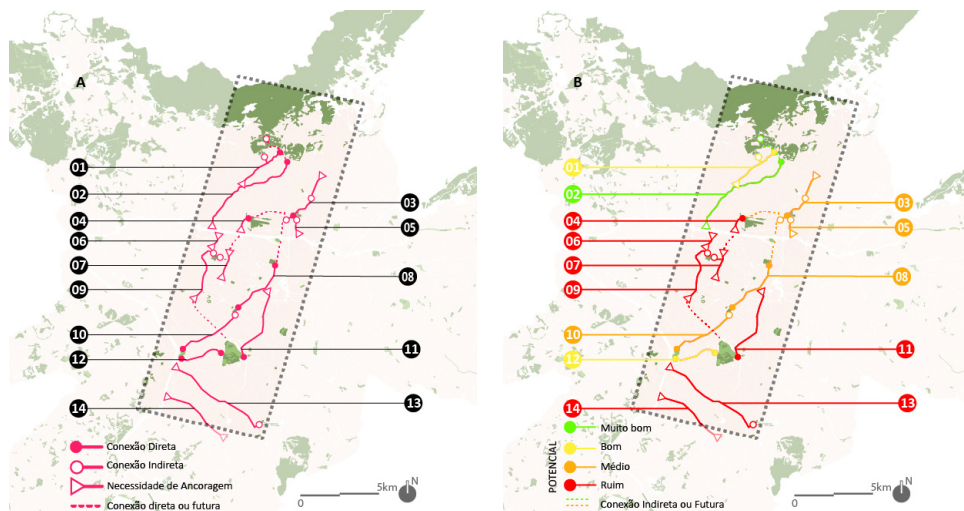 A
01
02
03
04
05
06
07
08
09
10
11
12
13
14
Conexão Direta
Conexão Indireta
Necessidade de Ancoragem
Conexão direta ou futura
0
5km
N
B
01
02
03
04
05
06
07
08
09
10
11
12
13
14
POTENCIAL
Muito bom
Bom
Médio
Ruim
Conexão Indireta ou Futura
0
5km
N